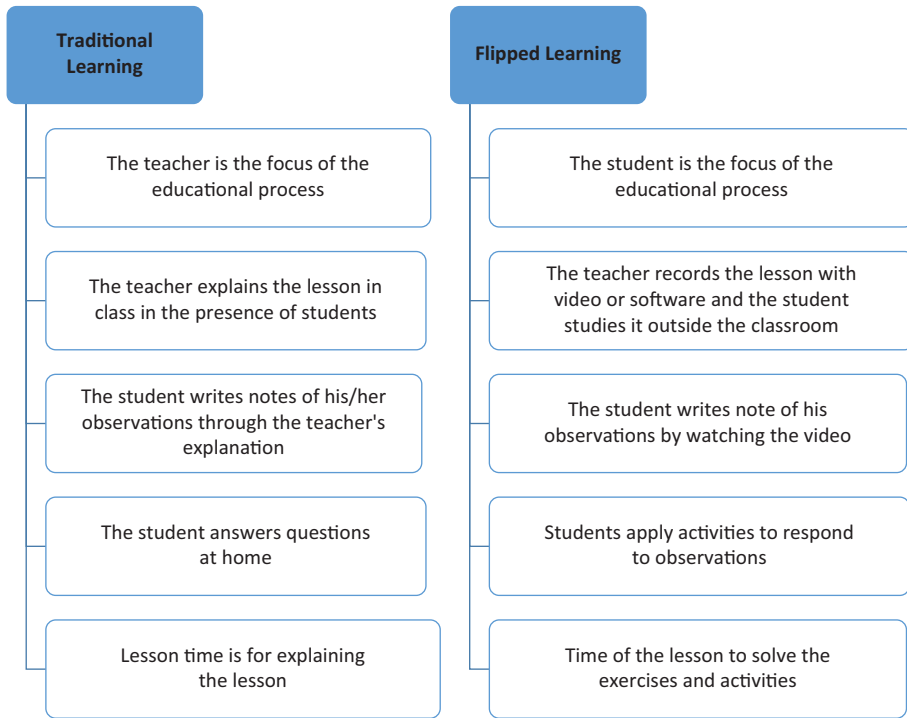 Traditional
Learning
The teacher is the focus of the
educational process
The teacher explains the lesson in
class in the presence of students
The student writes notes of his/her
observations through the teacher's
explanation
The student answers questions
at home
Lesson time is for explaining
the lesson
Flipped Learning
The student is the focus of the
educational process
The teacher records the lesson with
video or software and the student
studies it outside the classroom
The student writes note of his
observations by watching the video
Students apply activities to respond
to observations
Time of the lesson to solve the
exercises and activities